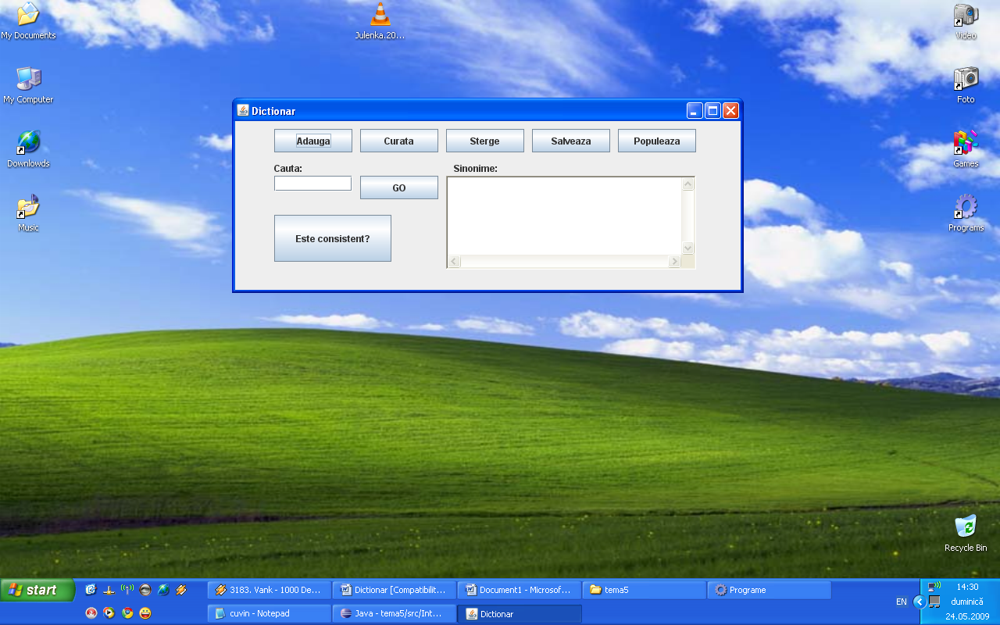 My Documents
Julenka.20...
Video
My Computer
Foto
Downlowds
Games
Music
Programs
Dictionar
Adauga
Curata
Sterge
Salveaza
Populeaza
Cauta:
Sinonime:
GO
Este consistent?
Recycle Bin
start
3183. Vank - 1000 De...
Dictionar [Compatibilit...
Document1 - Microsof...
tema5
Programe
cuvin - Notepad
Java - tema5/src/Int...
Dictionar
EN
14:30
duminică
24.05.2009